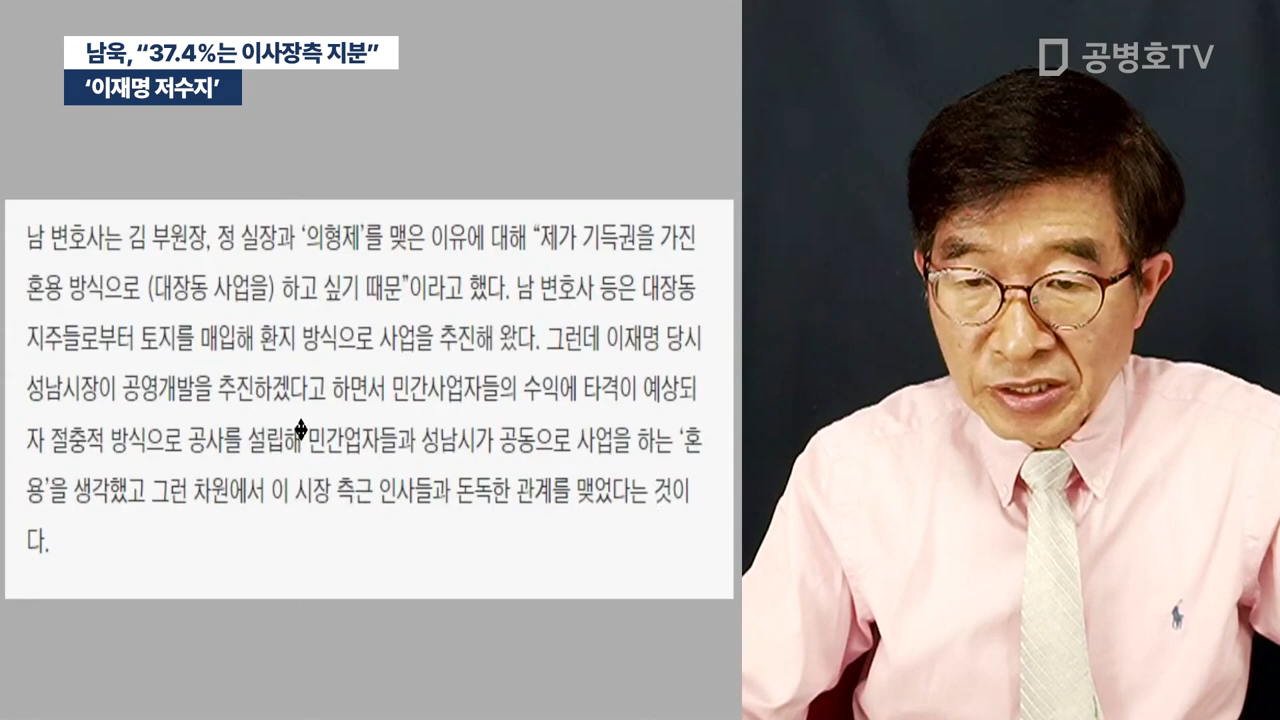 남욱, “37.4%는 이사장측 지분”
‘이재명 저수지’
공병호TV
남 변호사는 김 부원장, 정 실장과 ‘의형제’를 맺은 이유에 대해 “제가 기득권을 가진
혼용 방식으로 (대장동 사업을) 하고 싶기 때문”이라고 했다. 남 변호사 등은 대장동
지주들로부터 토지를 매입해 환지 방식으로 사업을 추진해 왔다. 그런데 이재명 당시
성남시장이 공영개발을 추진하겠다고 하면서 민간사업자들의 수익에 타격이 예상되
자 절충적 방식으로 공사를 설립해 민간업자들과 성남시가 공동으로 사업을 하는 ‘혼
용’을 생각했고 그런 차원에서 이 시장 측근 인사들과 돈독한 관계를 맺었다는 것이
다.